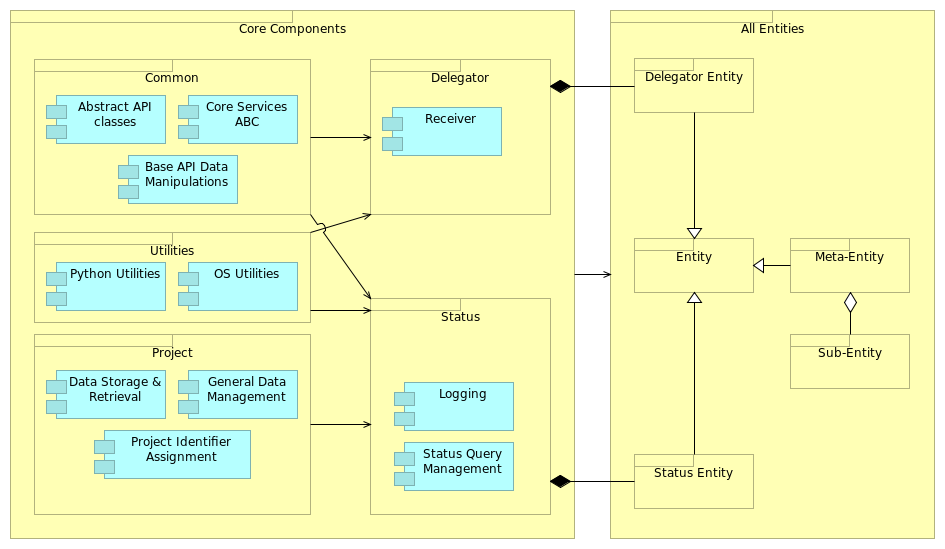 Core Components
Common
Abstract API
classes
Core Services
ABC
Base API Data
Manipulations
Utilities
Python Utilities
OS Utilities
Project
Data Storage &
Retrieval
General Data
Management
Project Identifier
Assignment
Delegator
Receiver
Status
Logging
Status Query
Management
All Entities
Delegator Entity
Entity
Meta-Entity
Sub-Entity
Status Entity